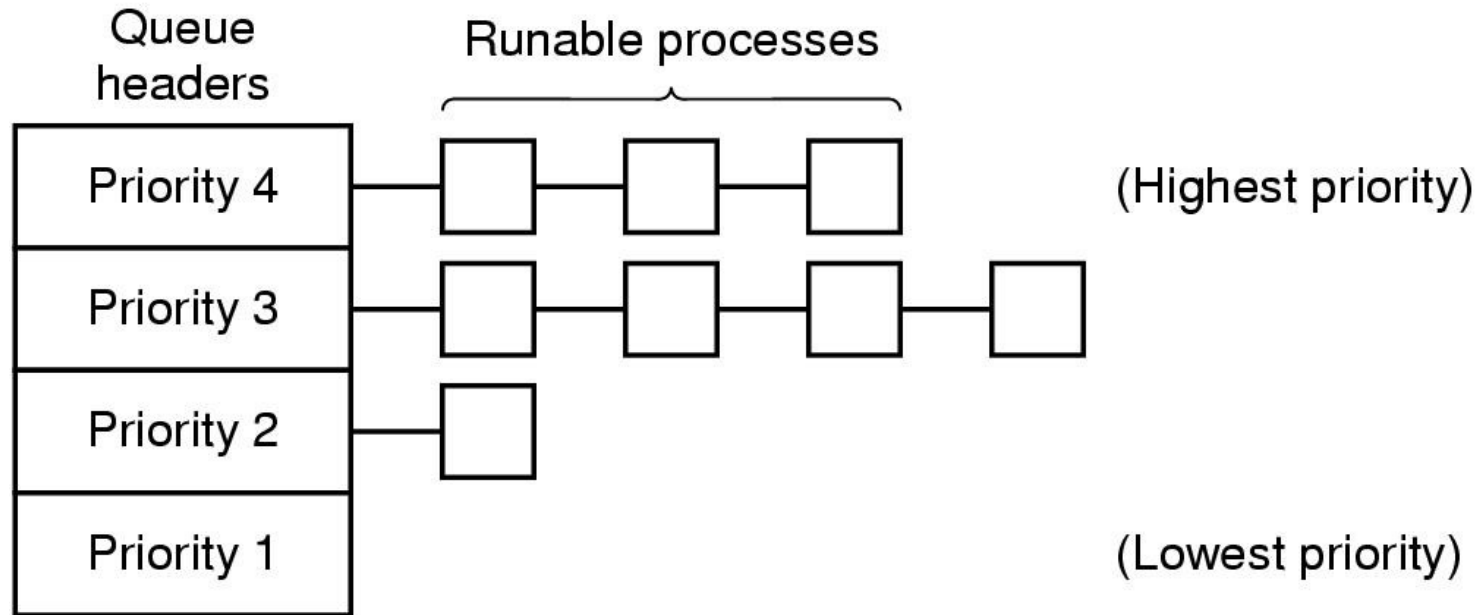 Queue
headers
Runable processes
Priority 4
(Highest priority)
Priority 3
Priority 2
Priority 1
(Lowest priority)